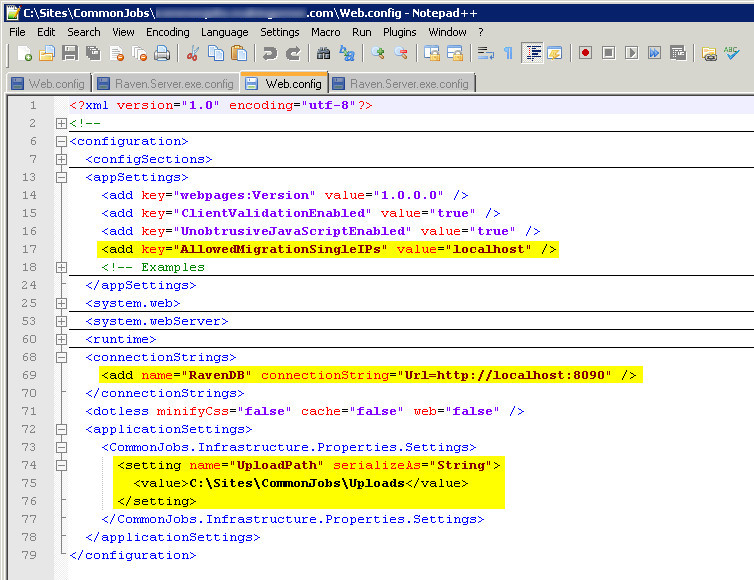 C:\Sites\CommonJobs\ .com\Web.config - Notepad++
File Edit Search View Encoding Language Settings Macro Run Plugins Window ?
Web.config Raven.Server.exe.config Web.config Raven.Server.exe.config
1 <?xml version="1.0" encoding="utf-8"?>
2 <!--
6 <configuration>
7 <configSections>
13 <appSettings>
14 <add key="webpages:Version" value="1.0.0.0" />
15 <add key="ClientValidationEnabled" value="true" />
16 <add key="UnobtrusiveJavaScriptEnabled" value="true" />
17 <add key="AllowedMigrationSingleIPs" value="localhost" />
18 <!-- Examples
24 </appSettings>
25 <system.web>
53 <system.webServer>
60 <runtime>
68 <connectionStrings>
69 <add name="RavenDB" connectionString="Url=http://localhost:8090" />
70 </connectionStrings>
71 <dotless minifyCss="false" cache="false" web="false" />
72 <applicationSettings>
73 <CommonJobs.Infrastructure.Properties.Settings>
74 <setting name="UploadPath" serializeAs="String">
75 <value>C:\Sites\CommonJobs\Uploads</value>
76 </setting>
77 </CommonJobs.Infrastructure.Properties.Settings>
78 </applicationSettings>
79 </configuration>